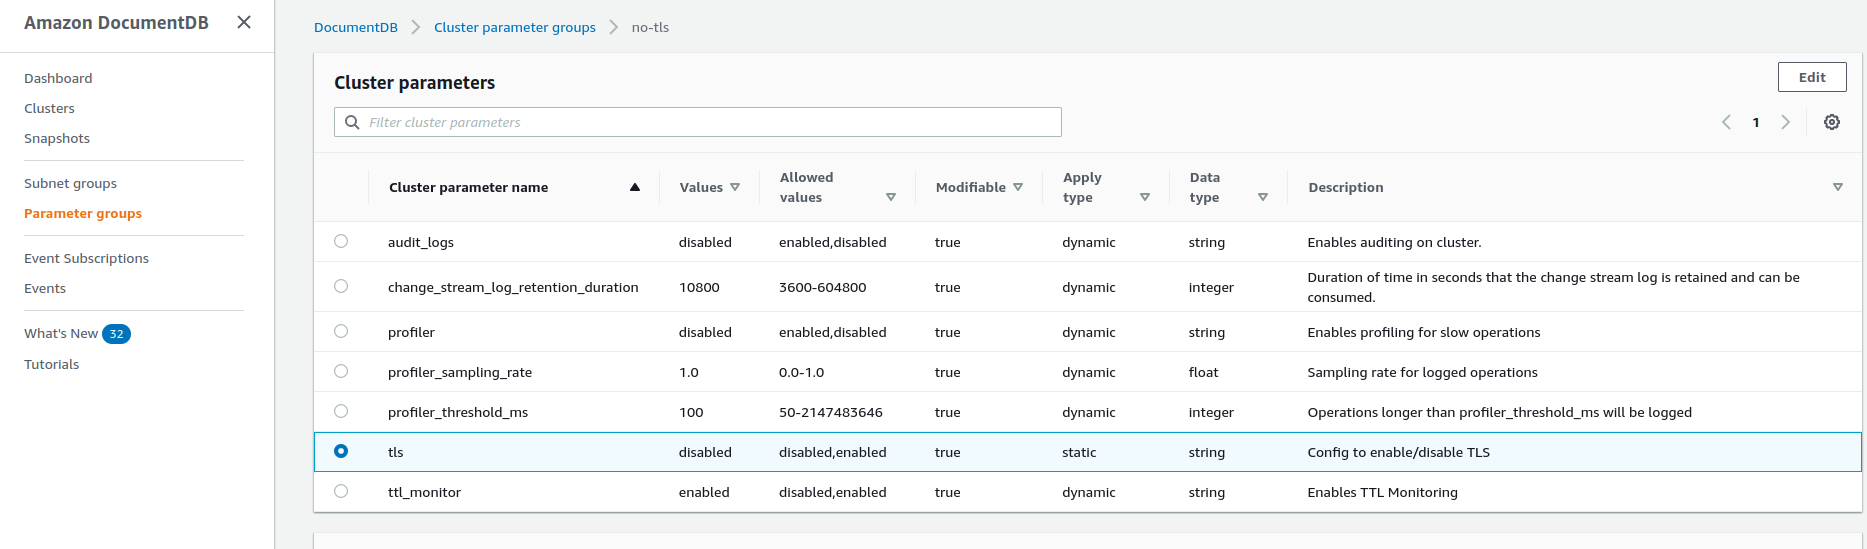 Amazon DocumentDB
Dashboard
Clusters
Snapshots
Subnet groups
Parameter groups
Event Subscriptions
Events
What's New 32
Tutorials
DocumentDB Cluster parameter groups no-tls
Cluster parameters
Edit
Filter cluster parameters
1
Cluster parameter name Values Allowed values Modifiable Apply type Data type Description
audit_logs disabled enabled,disabled true dynamic string Enables auditing on cluster.
change_stream_log_retention_duration 10800 3600-604800 true dynamic integer Duration of time in seconds that the change stream log is retained and can be
consumed.
profiler disabled enabled,disabled true dynamic string Enables profiling for slow operations
profiler_sampling_rate 1.0 0.0-1.0 true dynamic float Sampling rate for logged operations
profiler_threshold_ms 100 50-2147483646 true dynamic integer Operations longer than profiler_threshold_ms will be logged
tls disabled disabled,enabled true static string Config to enable/disable TLS
ttl_monitor enabled disabled,enabled true dynamic string Enables TTL Monitoring